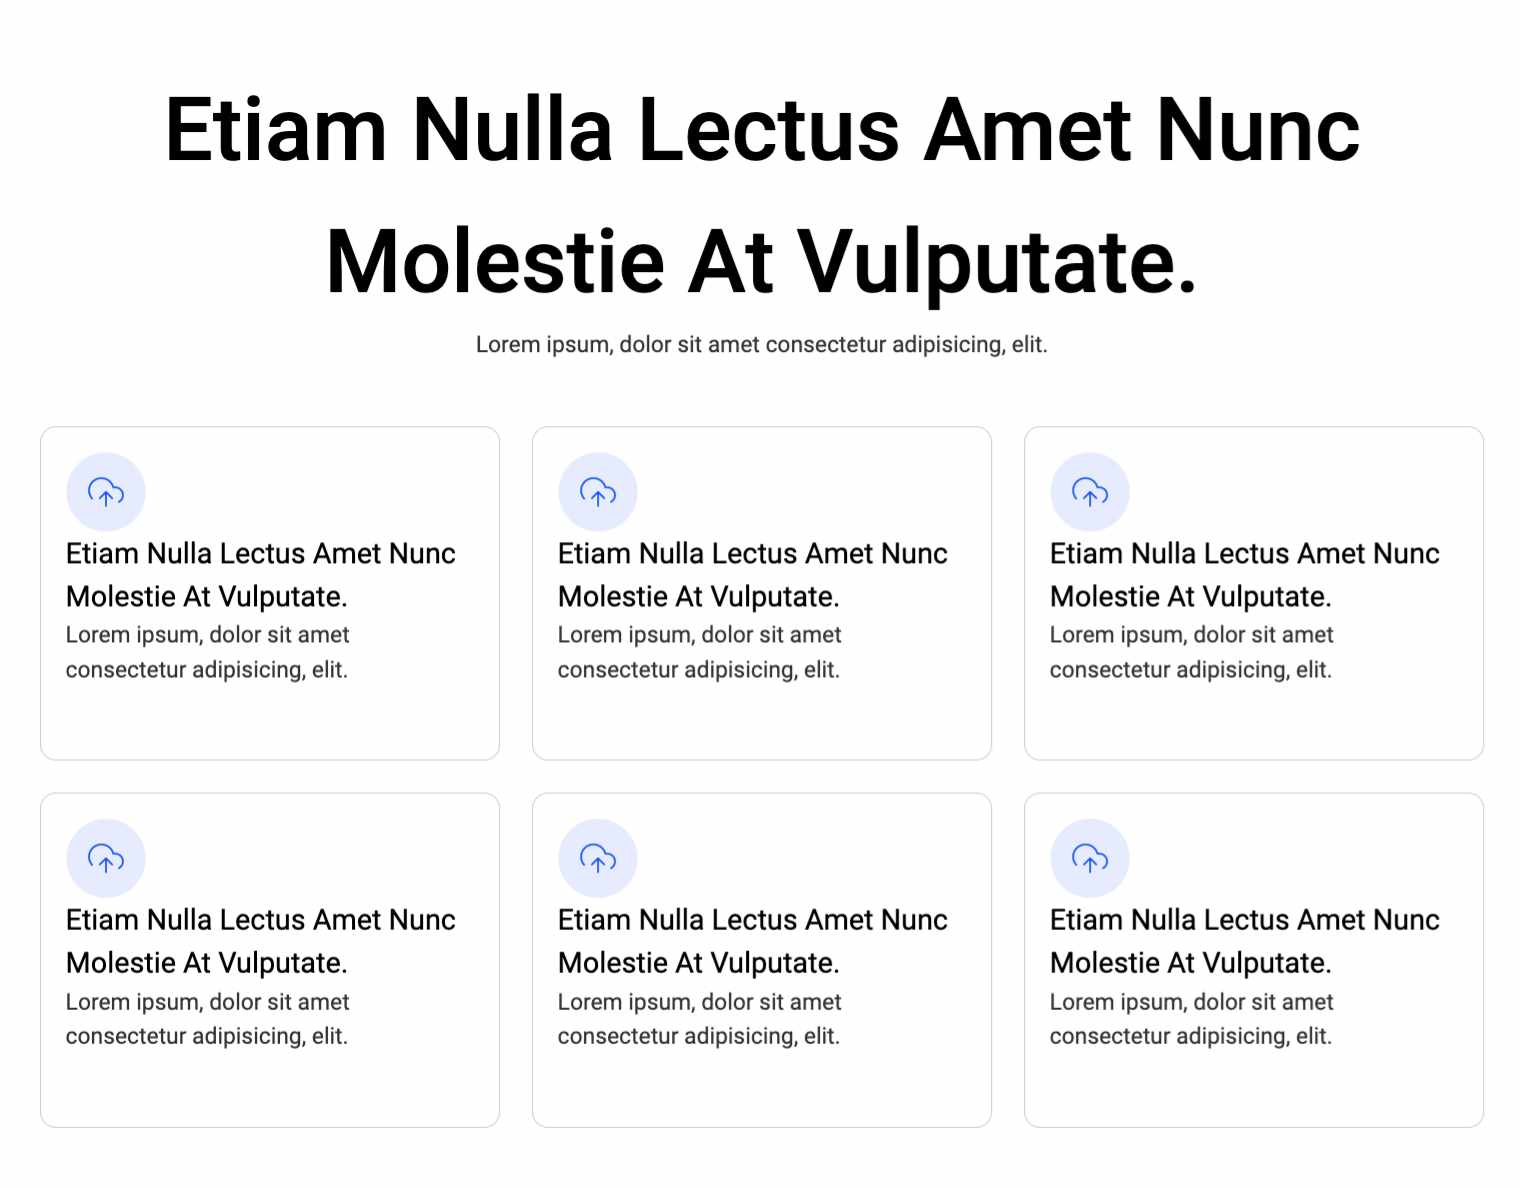 Etiam Nulla Lectus Amet Nunc
Molestie At Vulputate.
Lorem ipsum, dolor sit amet consectetur adipisicing, elit.
Etiam Nulla Lectus Amet Nunc
Molestie At Vulputate.
Lorem ipsum, dolor sit amet
consectetur adipisicing, elit.
Etiam Nulla Lectus Amet Nunc
Molestie At Vulputate.
Lorem ipsum, dolor sit amet
consectetur adipisicing, elit.
Etiam Nulla Lectus Amet Nunc
Molestie At Vulputate.
Lorem ipsum, dolor sit amet
consectetur adipisicing, elit.
Etiam Nulla Lectus Amet Nunc
Molestie At Vulputate.
Lorem ipsum, dolor sit amet
consectetur adipisicing, elit.
Etiam Nulla Lectus Amet Nunc
Molestie At Vulputate.
Lorem ipsum, dolor sit amet
consectetur adipisicing, elit.
Etiam Nulla Lectus Amet Nunc
Molestie At Vulputate.
Lorem ipsum, dolor sit amet
consectetur adipisicing, elit.